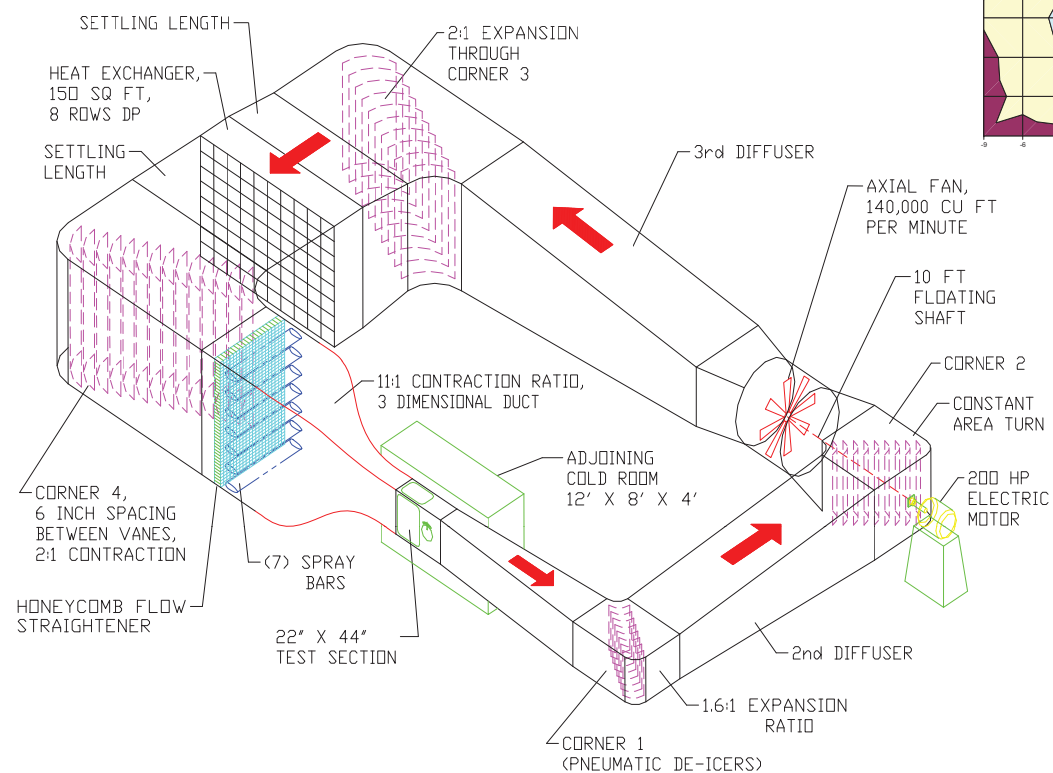 SETTLING LENGTH
2:1 EXPANSION
THROUGH
CORNER 3
HEAT EXCHANGER,
150 SQ FT,
8 ROWS DP
SETTLING
LENGTH
3rd DIFFUSER
AXIAL FAN,
140,000 CU FT
PER MINUTE
10 FT
FLOATING
SHAFT
CORNER 2
CONSTANT
AREA TURN
11:1 CONTRACTION RATIO,
3 DIMENSIONAL DUCT
ADJOINING
COLD ROOM
12' X 8' X 4'
200 HP
ELECTRIC
MOTOR
CORNER 4,
6 INCH SPACING
BETWEEN VANES,
2:1 CONTRACTION
(7) SPRAY
BARS
HONEYCOMB FLOW
STRAIGHTENER
22" X 44"
TEST SECTION
2nd DIFFUSER
1.6:1 EXPANSION
RATIO
CORNER 1
(PNEUMATIC DE-ICERS)
-9 -6